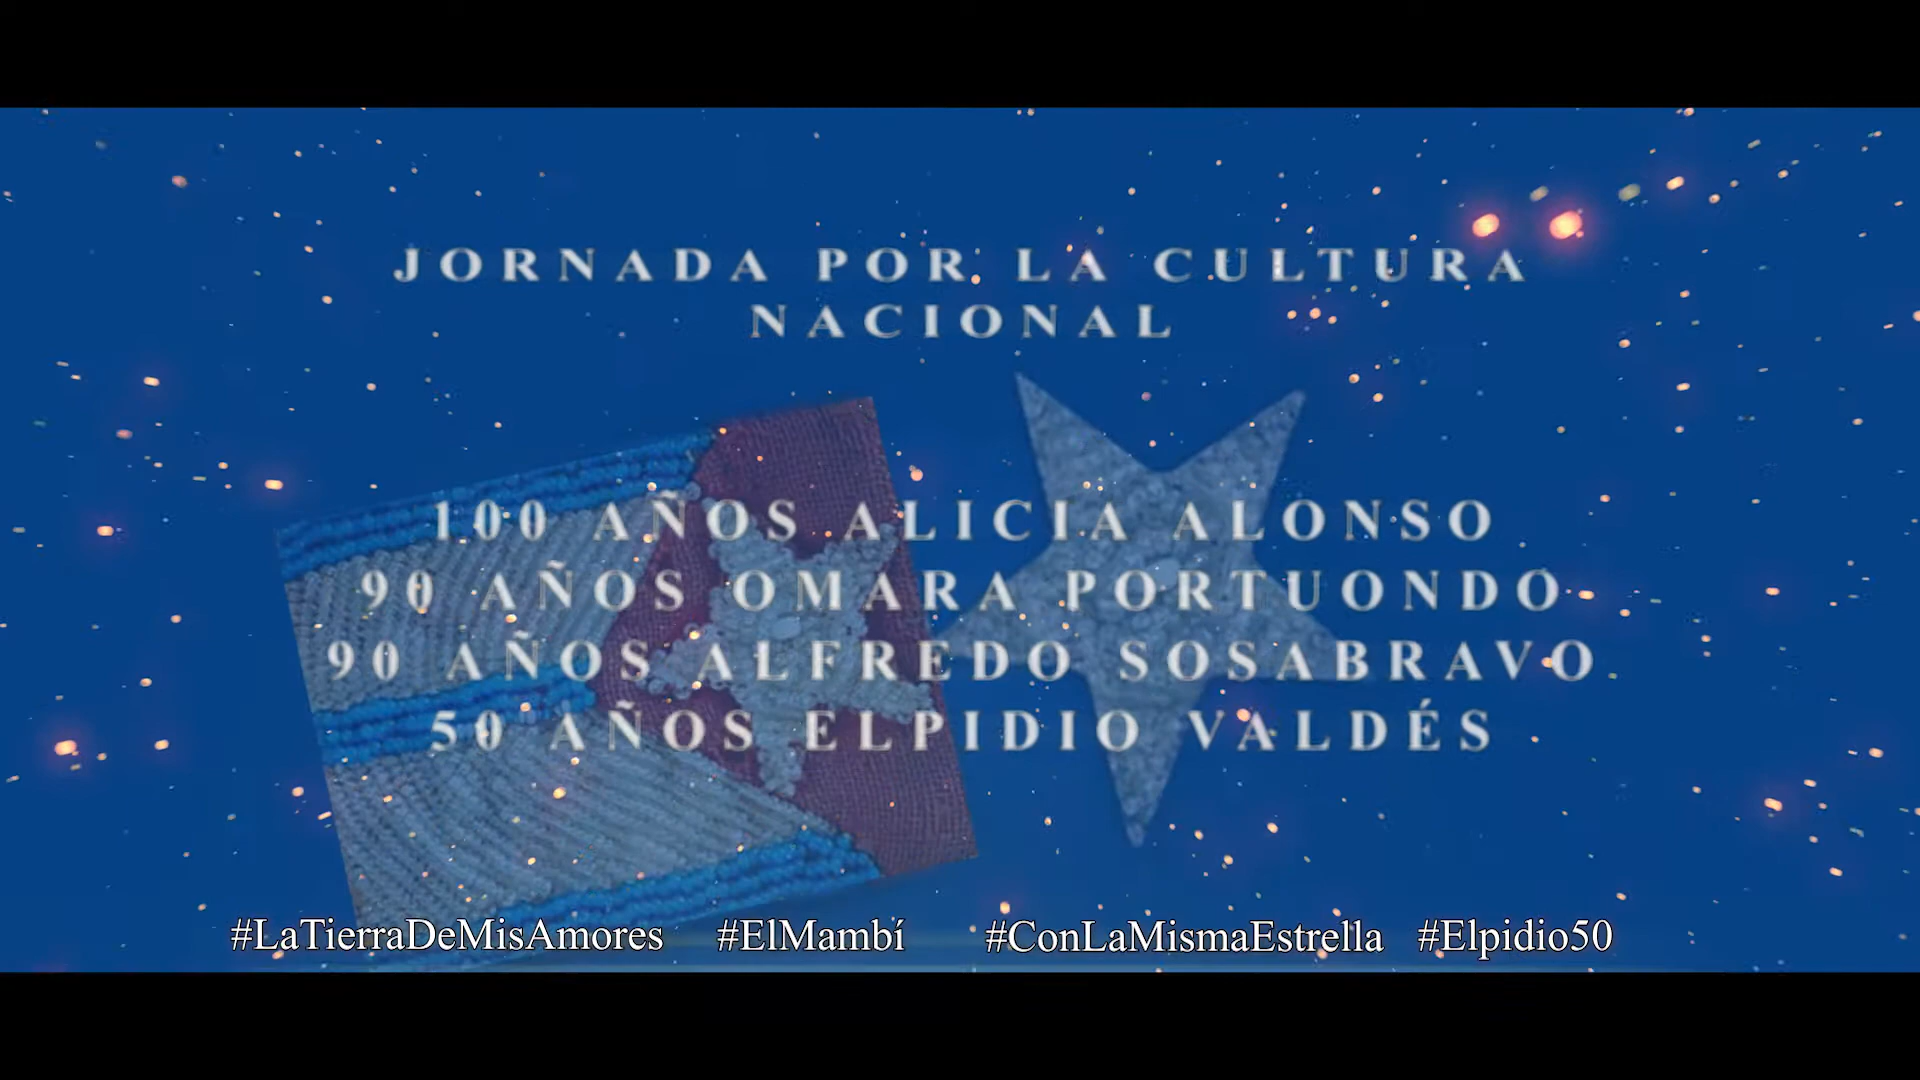 JORNADA POR LA CULTURA
NACIONAL
100 AÑOS ALICIA ALONSO
90 AÑOS OMARA PORTUONDO
90 AÑOS ALFREDO SOSABRAVO
50 AÑOS ELPIDIO VALDÉS
#LaTierraDeMisAmores #ElMambí #ConLaMismaEstrella #Elpidio50